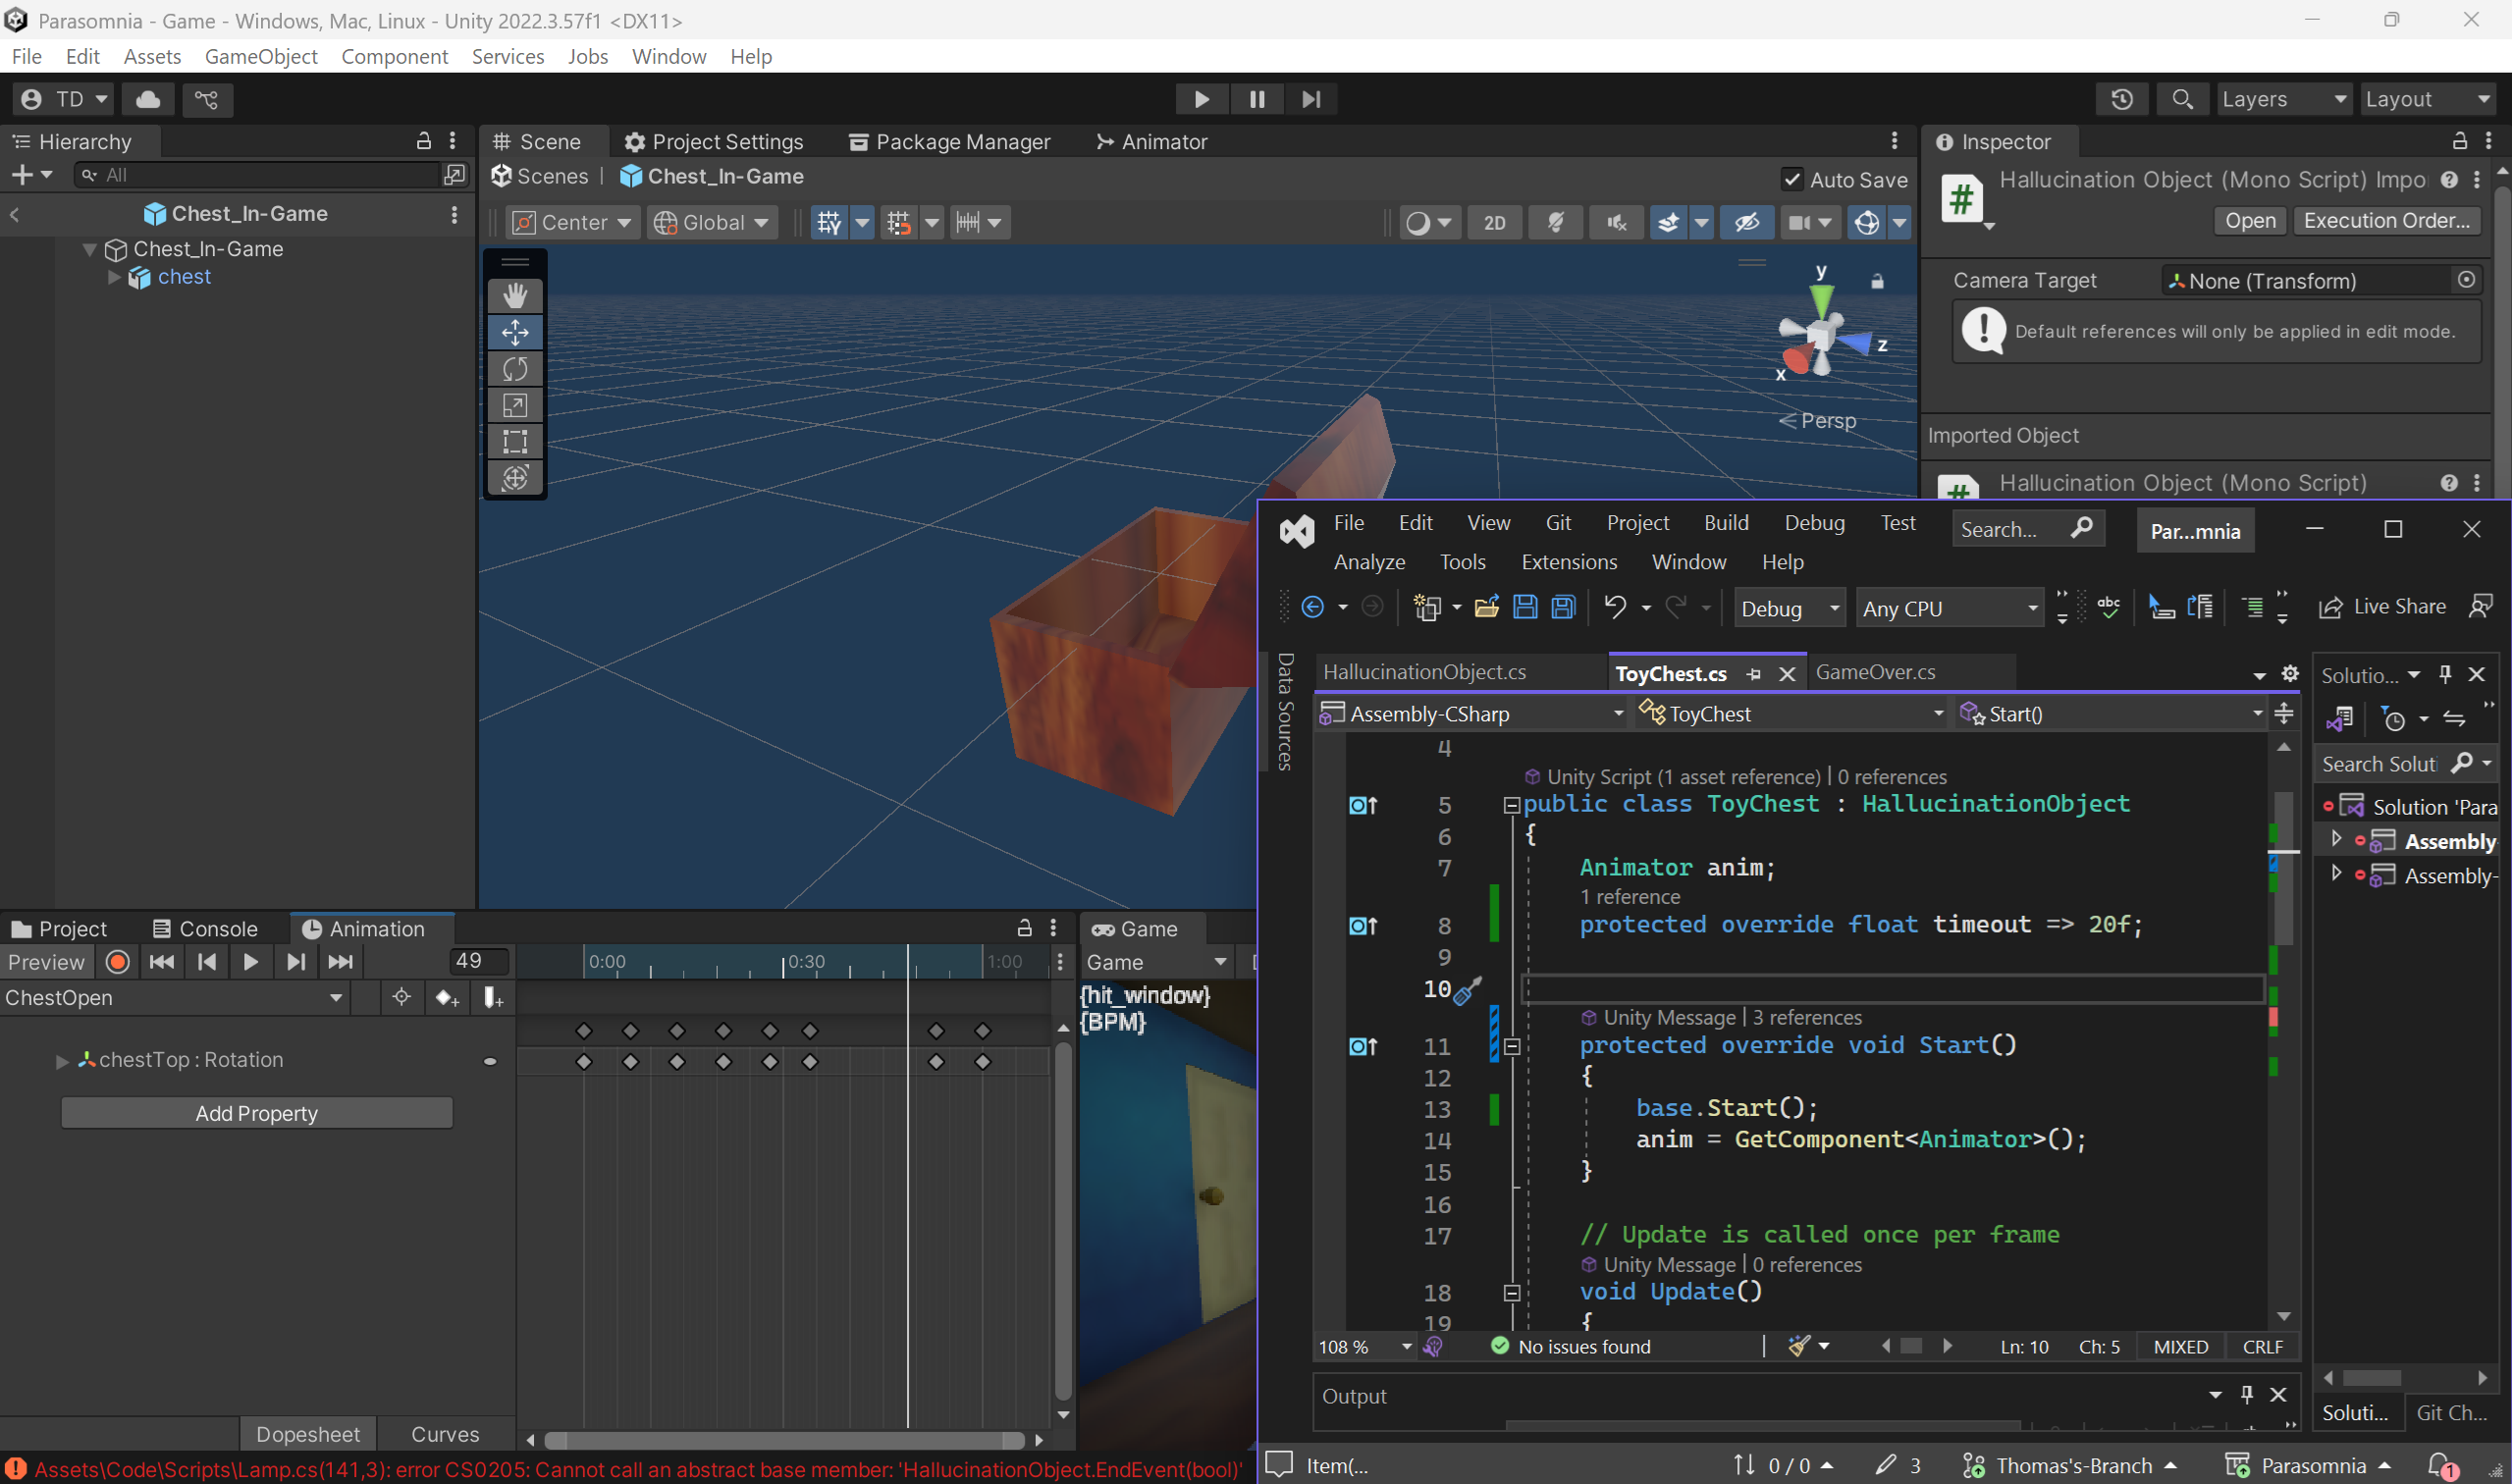 Parasomnia - Game - Windows, Mac, Linux - Unity 2022.3.57f1 <DX11>
File Edit Assets GameObject Component Services Jobs Window Help
TD
Layers
Layout
Hierarchy
All
Chest_In-Game
Chest_In-Game
chest
Scene
Project Settings
Package Manager
Animator
Scenes | Chest_In-Game
Auto Save
Center
Global
2D
y
z
x
Persp
Inspector
Hallucination Object (Mono Script) Impo
Open
Execution Order...
Camera Target
None (Transform)
Default references will only be applied in edit mode.
Imported Object
Hallucination Object (Mono Script)
Project
Console
Animation
Preview
49
0:00
0:30
1:00
ChestOpen
chestTop : Rotation
Add Property
Dopesheet
Curves
Game
Game
{hit_window}
{BPM}
Assets\Code\Scripts\Lamp.cs(141,3): error CS0205: Cannot call an abstract base member: 'HallucinationObject.EndEvent(bool)'
File Edit View Git Project Build Debug Test
Search...
Par...mnia
Analyze Tools Extensions Window Help
Debug
Any CPU
Live Share
Data Sources
HallucinationObject.cs
ToyChest.cs
GameOver.cs
Assembly-CSharp
ToyChest
Start()
4
Unity Script (1 asset reference) | 0 references
5 public class ToyChest : HallucinationObject
6 {
7 Animator anim;
1 reference
8 protected override float timeout => 20f;
9
10
Unity Message | 3 references
11 protected override void Start()
12 {
13 base.Start();
14 anim = GetComponent<Animator>();
15 }
16
17 // Update is called once per frame
Unity Message | 0 references
18 void Update()
19 {
108 %
No issues found
Ln: 10
Ch: 5
MIXED
CRLF
Output
Solutio...
Search Soluti
Solution 'Para
Assembly
Assembly-
Soluti...
Git Ch...
Item(...
0 / 0
3
Thomas's-Branch
Parasomnia
1